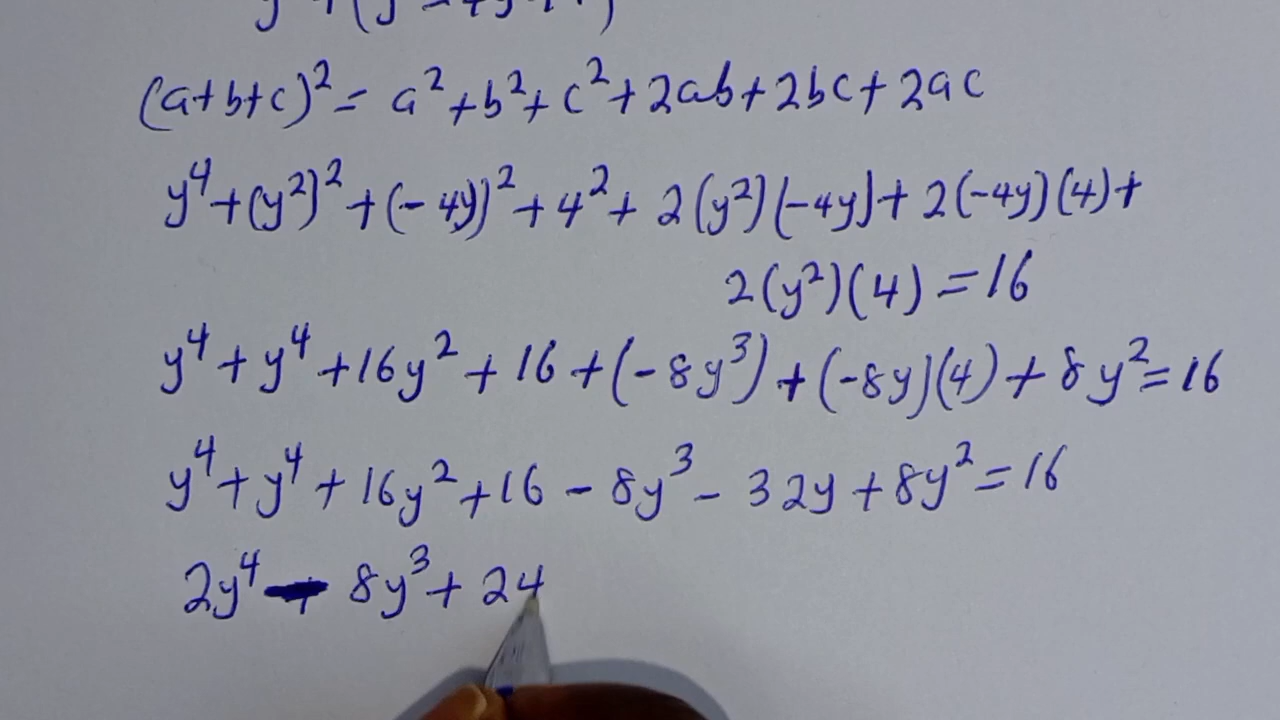 (a+b+c)² = a² + b² + c² + 2ab + 2bc + 2ac
y⁴ + (y²)² + (-4y)² + 4² + 2(y²)(-4y) + 2(-4y)(4) +
2(y²)(4) = 16
y⁴ + y⁴ + 16y² + 16 + (-8y³) + (-8y)(4) + 8y² = 16
y⁴ + y⁴ + 16y² + 16 - 8y³ - 32y + 8y² = 16
2y⁴ - 8y³ + 24